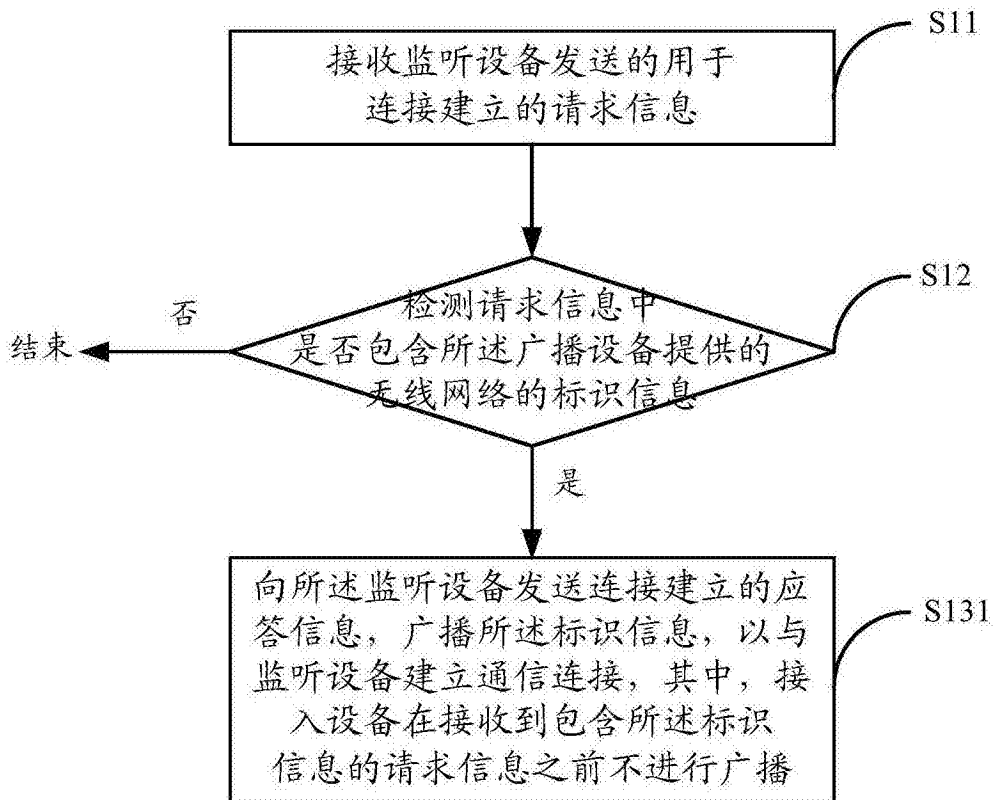 S11
接收监听设备发送的用于
连接建立的请求信息
S12
检测请求信息中
是否包含所述广播设备提供的
无线网络的标识信息
否
结束
是
S131
向所述监听设备发送连接建立的应
答信息，广播所述标识信息，以与
监听设备建立通信连接，其中，接
入设备在接收到包含所述标识
信息的请求信息之前不进行广播